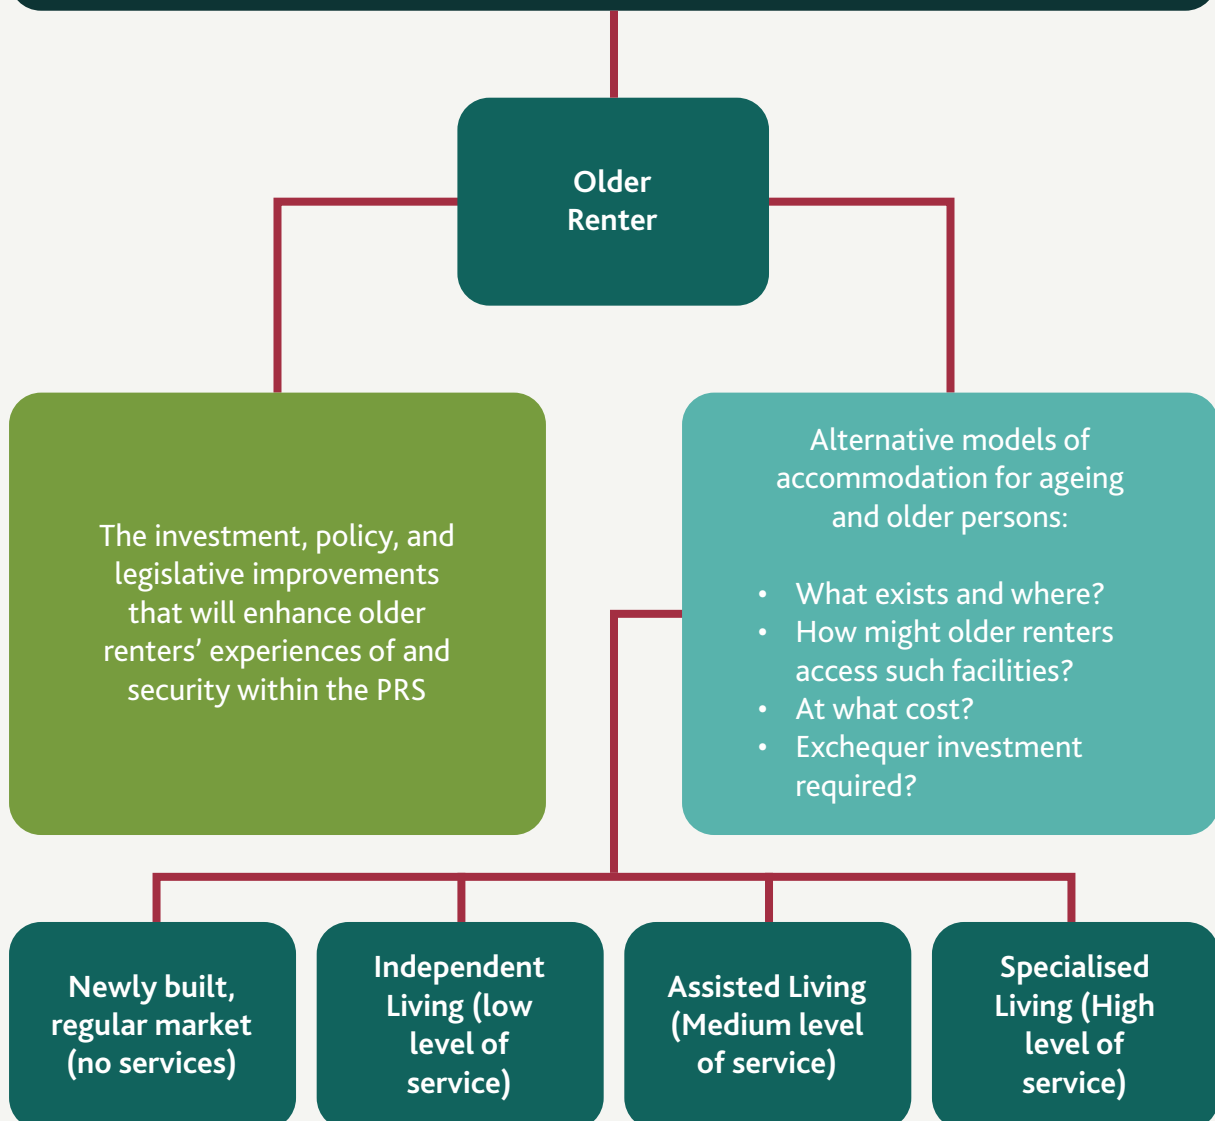 Older
Renter
The investment, policy, and
legislative improvements
that will enhance older
renters’ experiences of and
security within the PRS
Alternative models of
accommodation for ageing
and older persons:
• What exists and where?
• How might older renters
access such facilities?
• At what cost?
• Exchequer investment
required?
Newly built,
regular market
(no services)
Independent
Living (low
level of
service)
Assisted Living
(Medium level
of service)
Specialised
Living (High
level of
service)